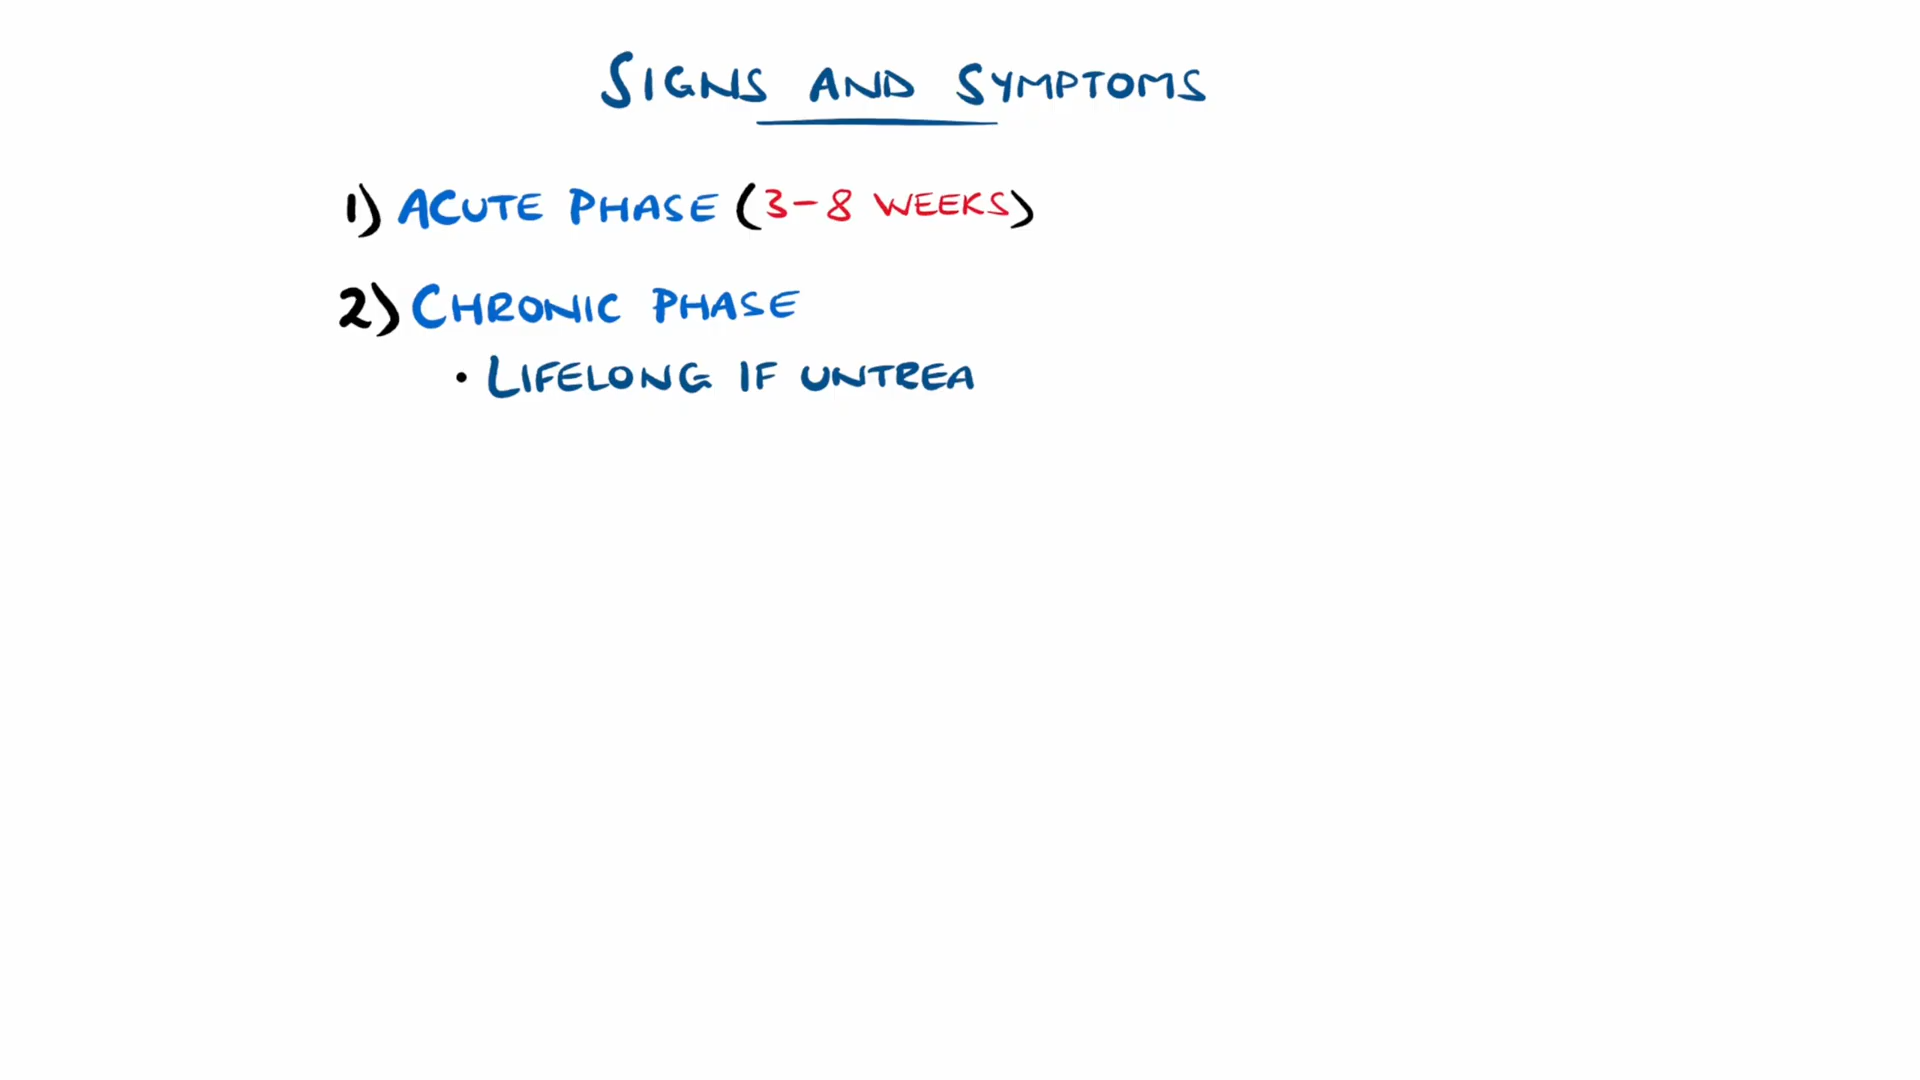 SIGNS AND SYMPTOMS
1) ACUTE PHASE (3-8 WEEKS)
2) CHRONIC PHASE
• LIFELONG IF UNTREA